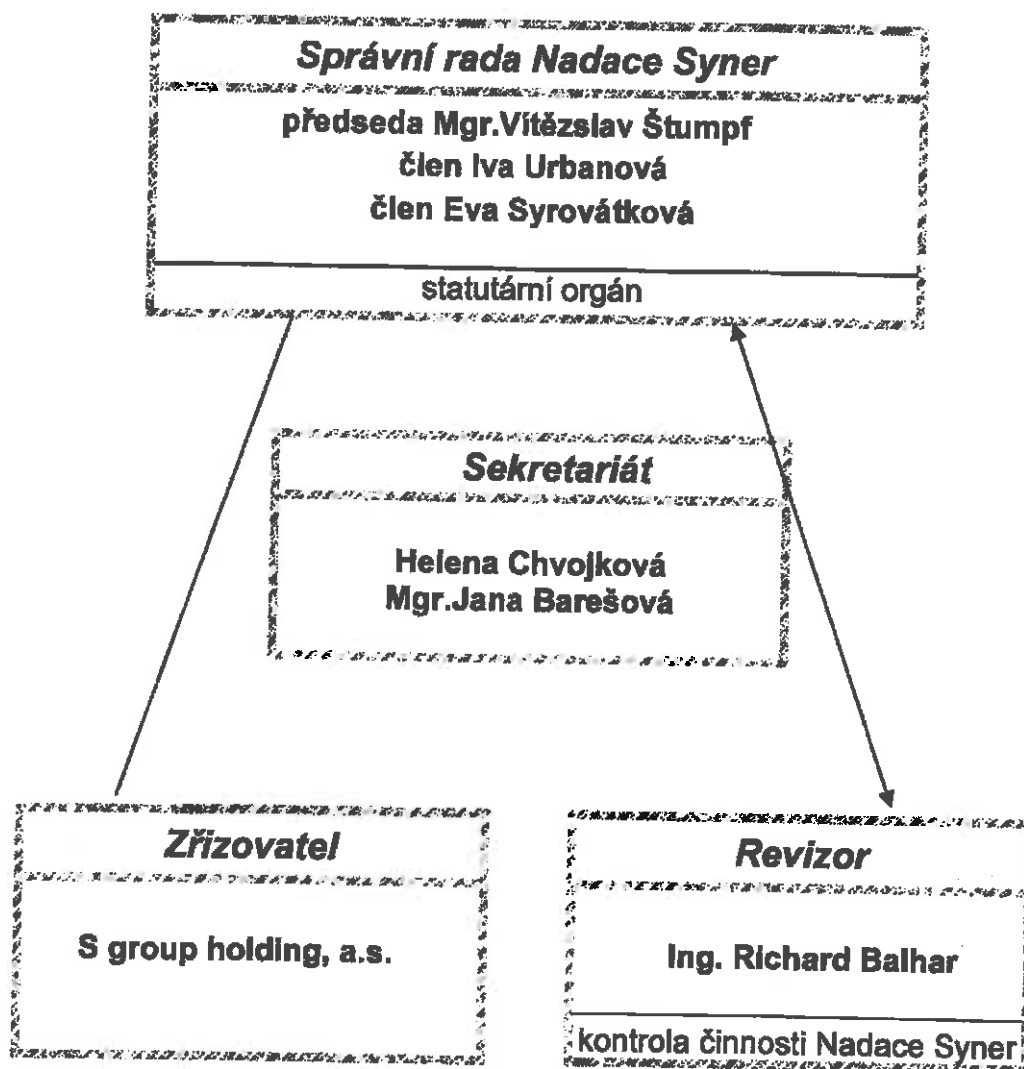 Správní rada Nadace Syner
předseda Mgr.Vítězslav Štumpf
člen Iva Urbanová
člen Eva Syrovátková
statutární orgán
Sekretariát
Helena Chvojková
Mgr.Jana Barešová
Zřizovatel
S group holding, a.s.
Revizor
Ing. Richard Balhar
kontrola činnosti Nadace Syner